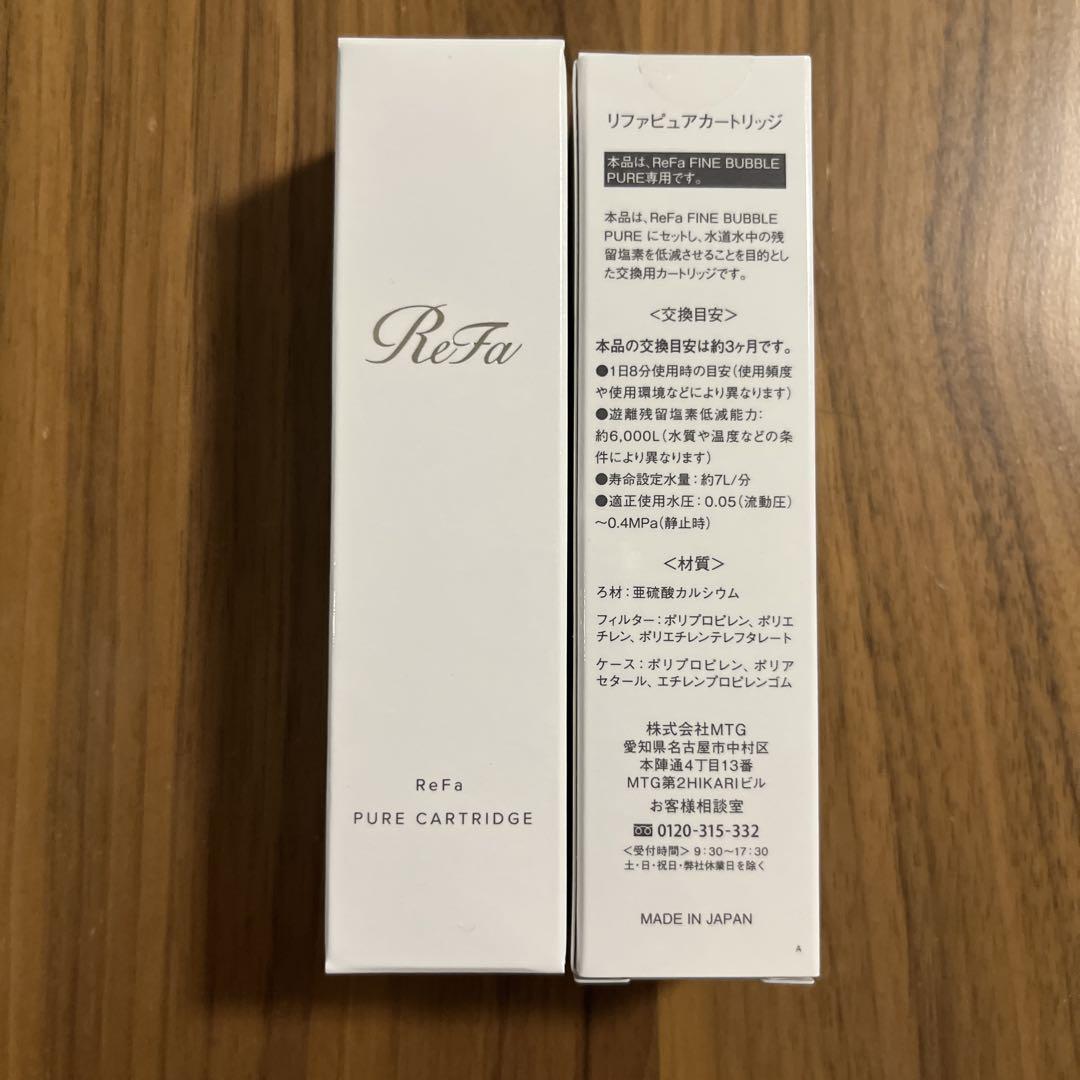 ReFa
ReFa
PURE CARTRIDGE
リファピュアカートリッジ
本品は、ReFa FINE BUBBLE
PURE専用です。
本品は、ReFa FINE BUBBLE
PURE にセットし、水道水中の残
留塩素を低減させることを目的とし
た交換用カートリッジです。
＜交換目安＞
本品の交換目安は約3ヶ月です。
●1日8分使用時の目安（使用頻度
や使用環境などにより異なります）
●遊離残留塩素低減能力：
約6,000L（水質や温度などの条
件により異なります）
●寿命設定水量：約7L/分
●適正使用水圧：0.05（流動圧）
～0.4MPa（静止時）
＜材質＞
ろ材：亜硫酸カルシウム
フィルター：ポリプロピレン、ポリエ
チレン、ポリエチレンテレフタレート
ケース：ポリプロピレン、ポリア
セタール、エチレンプロピレンゴム
株式会社MTG
愛知県名古屋市中村区
本陣通4丁目13番
MTG第2HIKARIビル
お客様相談室
0120-315-332
＜受付時間＞9：30～17：30
土・日・祝日・弊社休業日を除く
MADE IN JAPAN
A